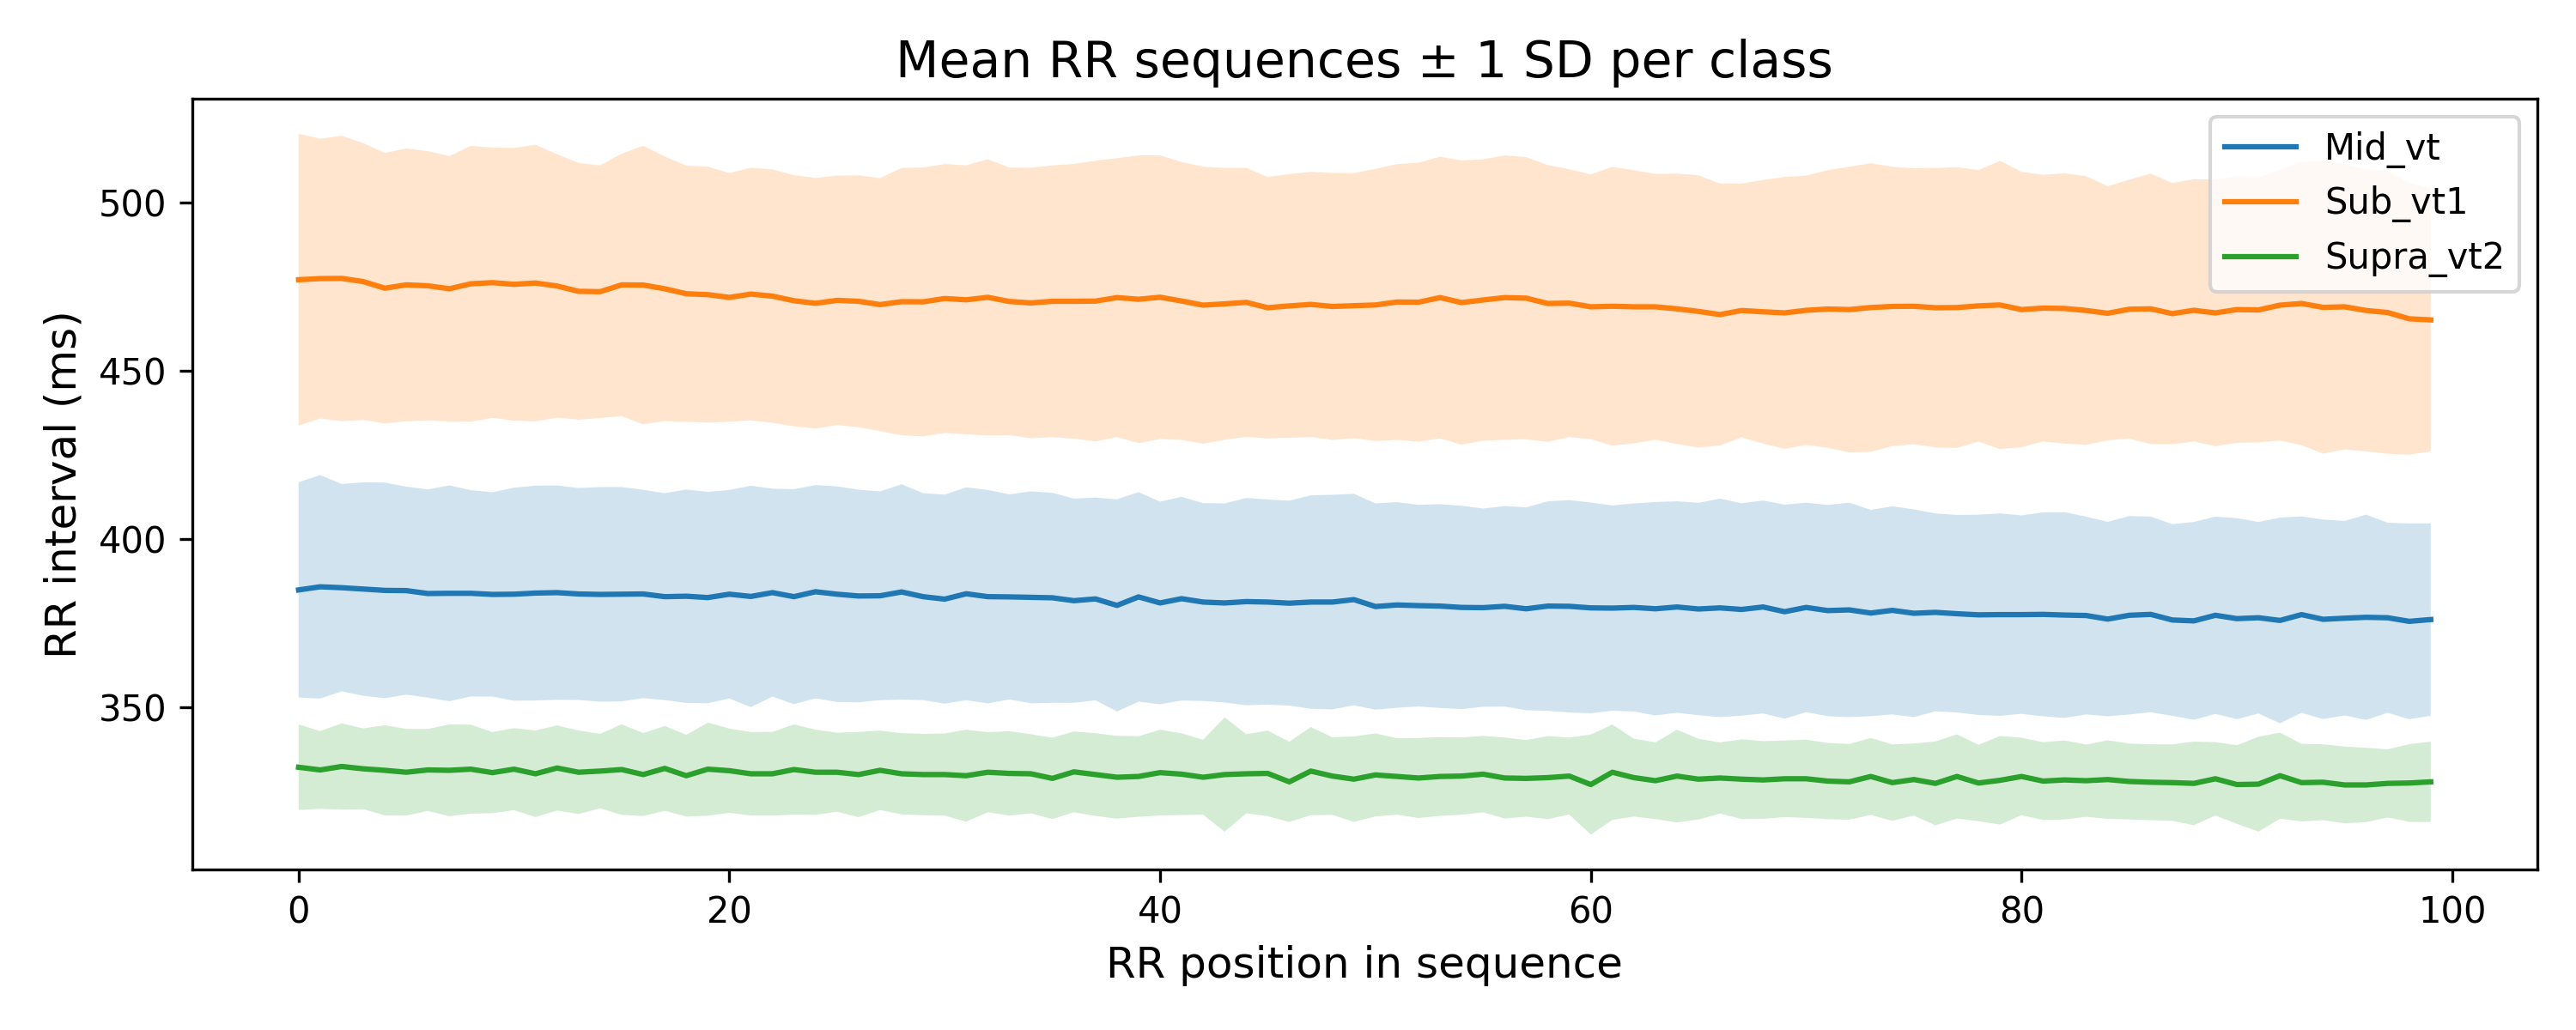 Mean RR sequences ± 1 SD per class
Mid_vt
Sub_vt1
Supra_vt2
RR interval (ms)
500
450
400
350
0 20 40 60 80 100
RR position in sequence